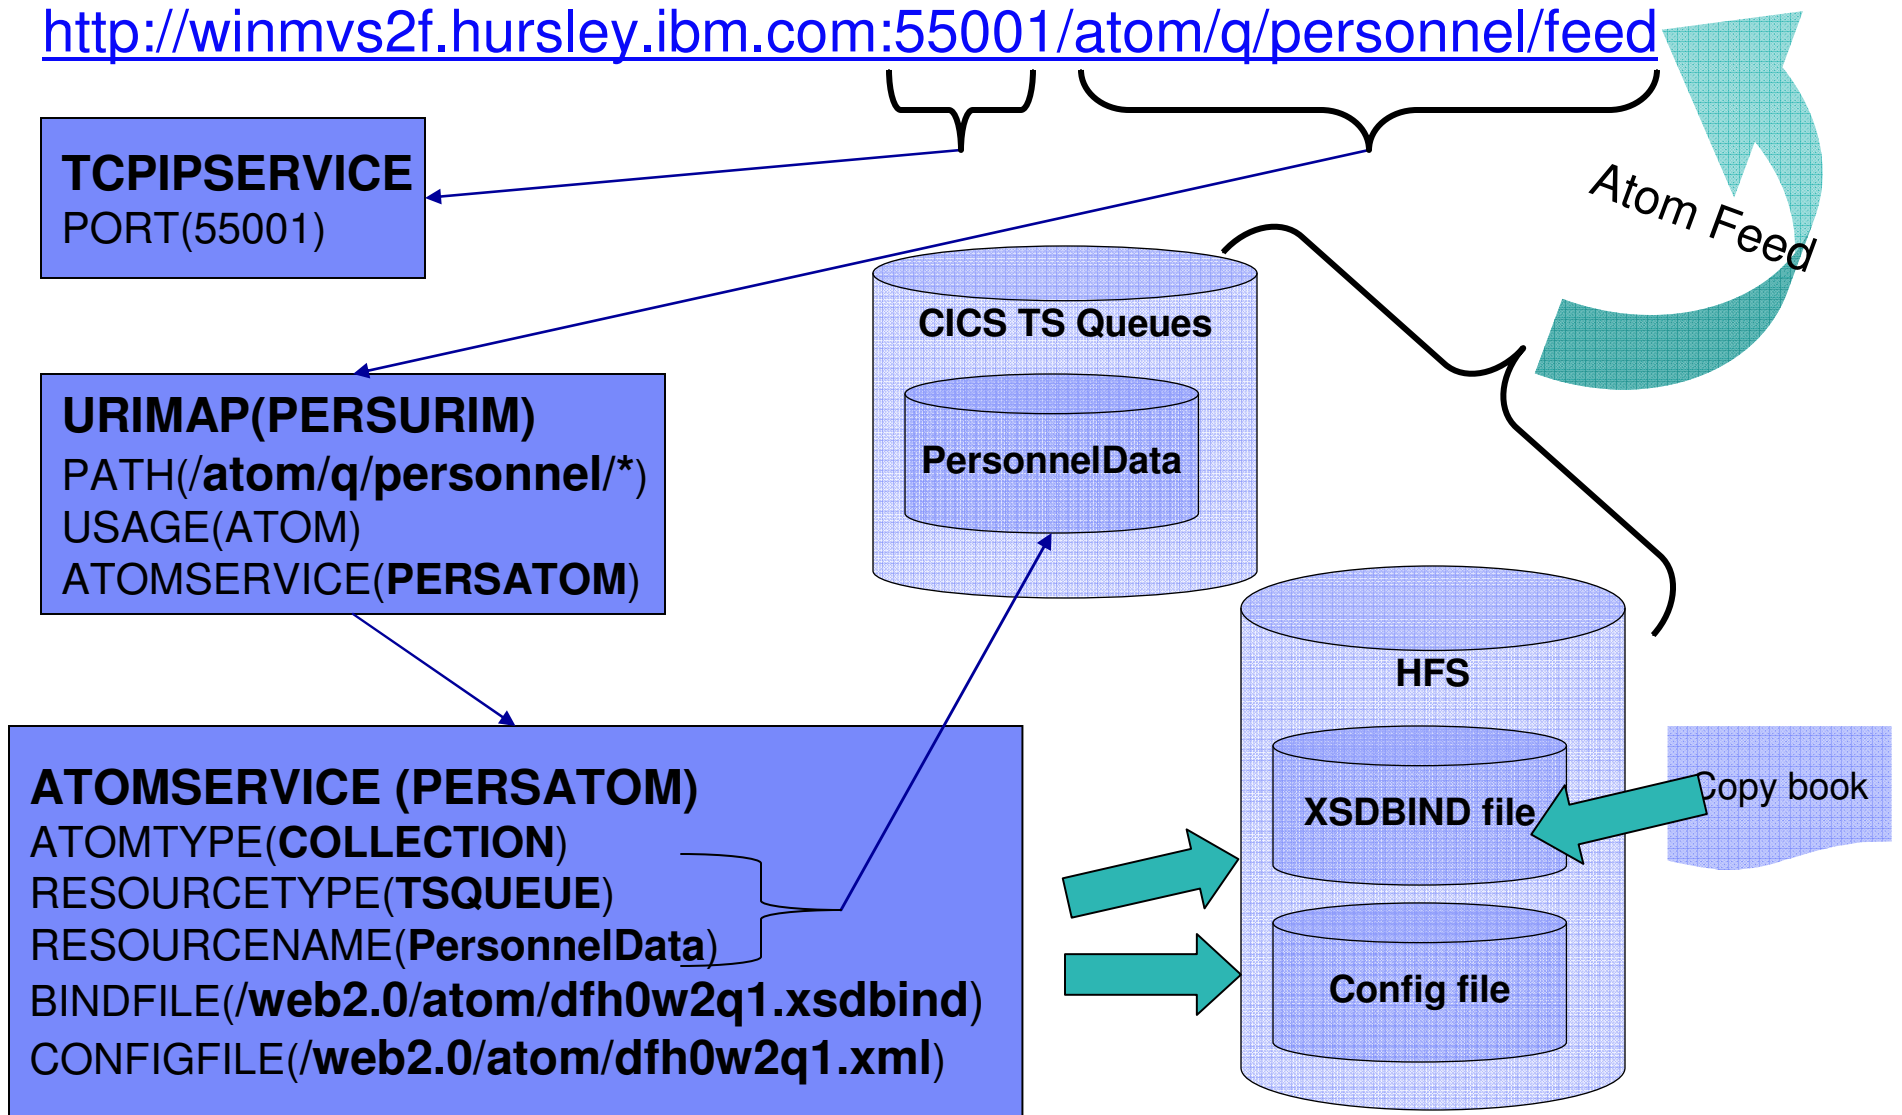 http://winmvs2f.hursley.ibm.com:55001/atom/q/personnel/feed
TCPIPSERVICE
PORT(55001)
Atom Feed
CICS TS Queues
PersonnelData
URIMAP(PERSURIM)
PATH(/atom/q/personnel/*)
USAGE(ATOM)
ATOMSERVICE(PERSATOM)
HFS
XSDBIND file
Copy book
Config file
ATOMSERVICE (PERSATOM)
ATOMTYPE(COLLECTION)
RESOURCETYPE(TSQUEUE)
RESOURCENAME(PersonnelData)
BINDFILE(/web2.0/atom/dfh0w2q1.xsdbind)
CONFIGFILE(/web2.0/atom/dfh0w2q1.xml)